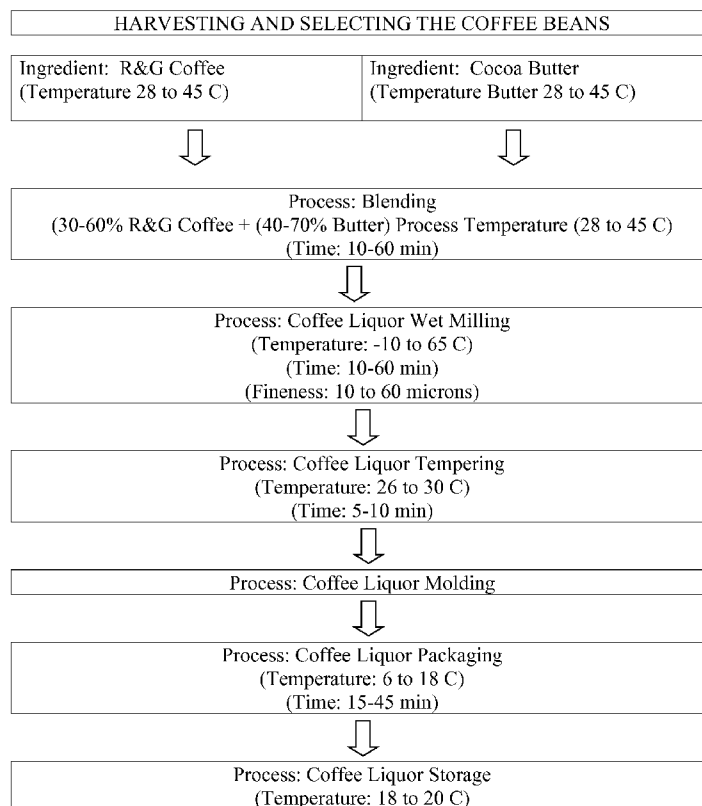 HARVESTING AND SELECTING THE COFFEE BEANS
Ingredient: R&G Coffee
(Temperature 28 to 45 C)
Ingredient: Cocoa Butter
(Temperature Butter 28 to 45 C)
Process: Blending
(30-60% R&G Coffee + (40-70% Butter) Process Temperature (28 to 45 C)
(Time: 10-60 min)
Process: Coffee Liquor Wet Milling
(Temperature: -10 to 65 C)
(Time: 10-60 min)
(Fineness: 10 to 60 microns)
Process: Coffee Liquor Tempering
(Temperature: 26 to 30 C)
(Time: 5-10 min)
Process: Coffee Liquor Molding
Process: Coffee Liquor Packaging
(Temperature: 6 to 18 C)
(Time: 15-45 min)
Process: Coffee Liquor Storage
(Temperature: 18 to 20 C)